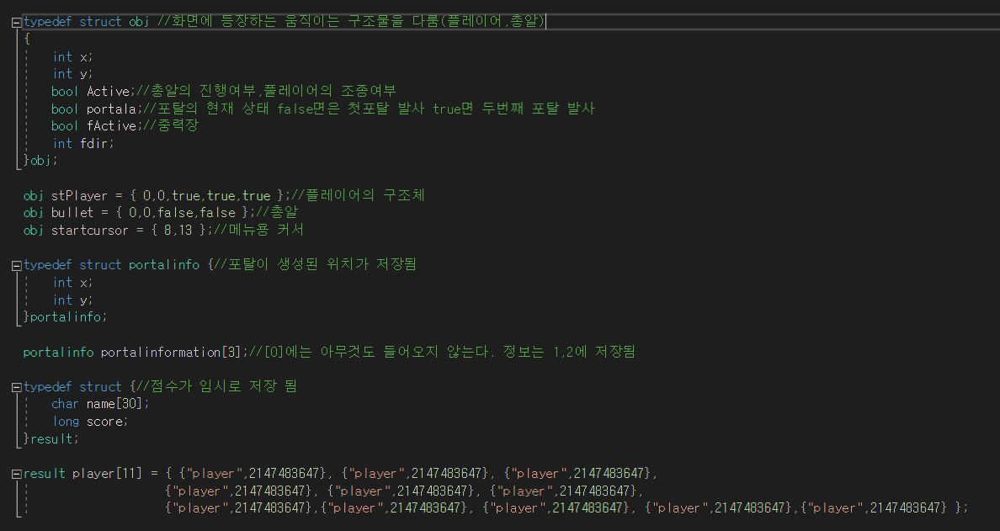 typedef struct obj //화면에 등장하는 움직이는 구조물을 다룸(플레이어,총알)
{
    int x;
    int y;
    bool Active;//총알의 진행여부,플레이어의 조종여부
    bool portala;//포탈의 현재 상태 false면은 첫포탈 발사 true면 두번째 포탈 발사
    bool fActive;//중력장
    int fdir;
}obj;
obj stPlayer = { 0,0,true,true,true };//플레이어의 구조체
obj bullet = { 0,0,false,false };//총알
obj startcursor = { 8,13 };//메뉴용 커서
typedef struct portalinfo {//포탈이 생성된 위치가 저장됨
    int x;
    int y;
}portalinfo;
portalinfo portalinformation[3];//[0]에는 아무것도 들어오지 않는다. 정보는 1,2에 저장됨
typedef struct {//점수가 임시로 저장 됨
    char name[30];
    long score;
}result;
result player[11] = { {"player",2147483647}, {"player",2147483647}, {"player",2147483647},
                    {"player",2147483647}, {"player",2147483647}, {"player",2147483647},
                    {"player",2147483647},{"player",2147483647}, {"player",2147483647}, {"player",2147483647},{"player",2147483647} };